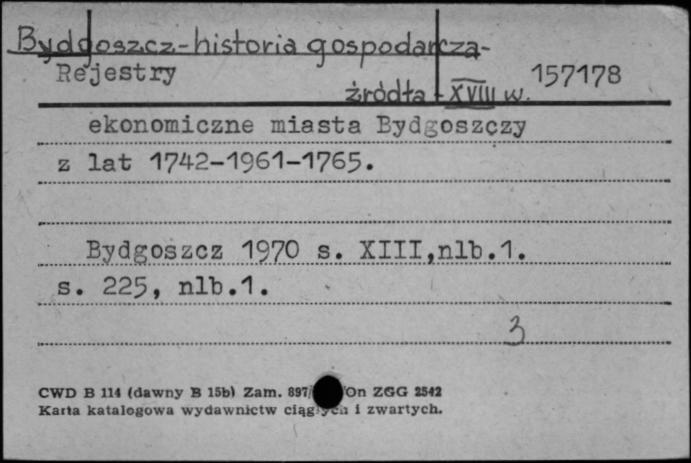 Bydgoszcz-historia gospodarcza-
Rejestry
źródła - XVIII w.
157178
ekonomiczne miasta Bydgoszczy
z lat 1742-1961-1765.
Bydgoszcz 1970 s. XIII,nlb.1.
s. 225, nlb.1.
3
CWD B 114 (dawny B 15b) Zam. 897/ On ZGG 2542
Karta katalogowa wydawnictw ciągłych i zwartych.